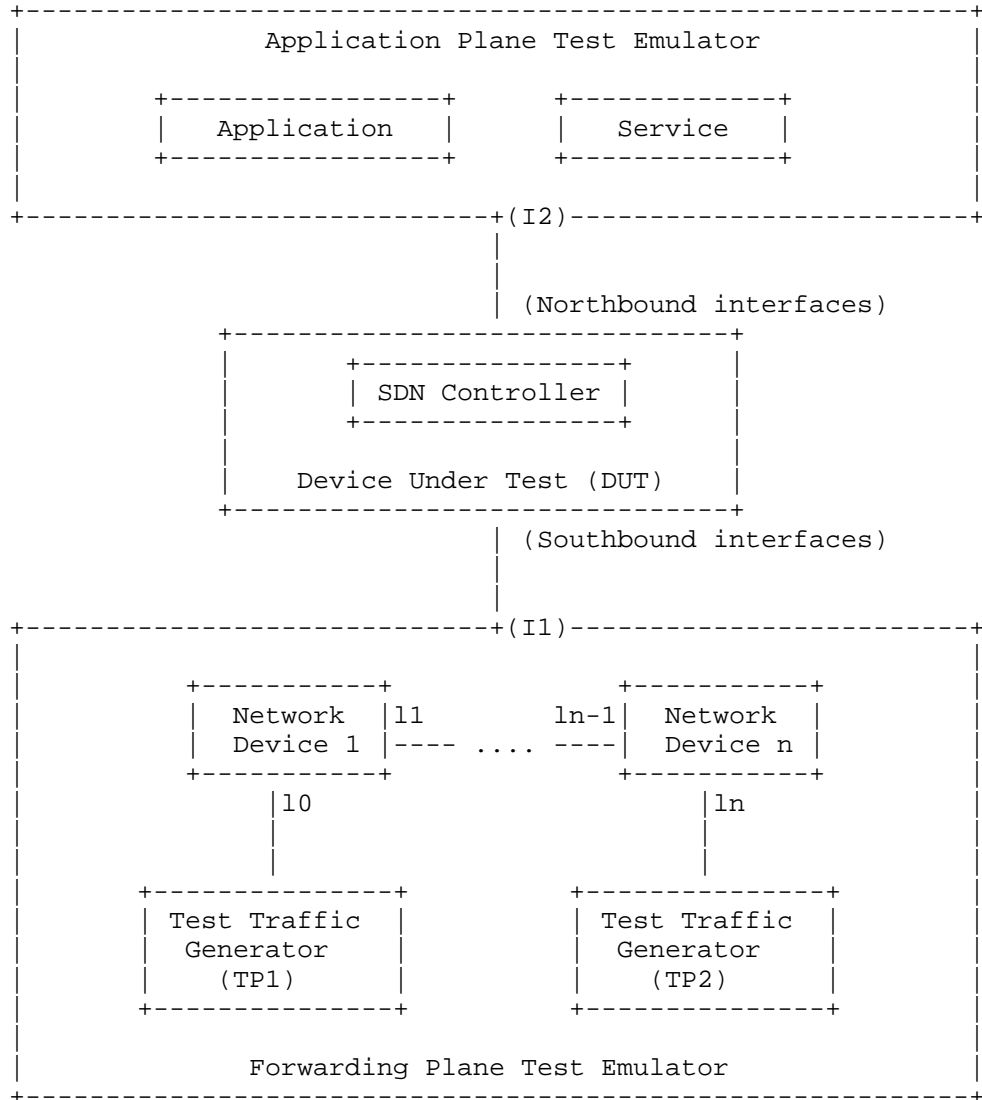 Application Plane Test Emulator
Application Service
(I2)
(Northbound interfaces)
SDN Controller
Device Under Test (DUT)
(Southbound interfaces)
(I1)
Network l1 ln-1 Network
Device 1 ---- .... ---- Device n
l0 ln
Test Traffic Test Traffic
Generator Generator
(TP1) (TP2)
Forwarding Plane Test Emulator